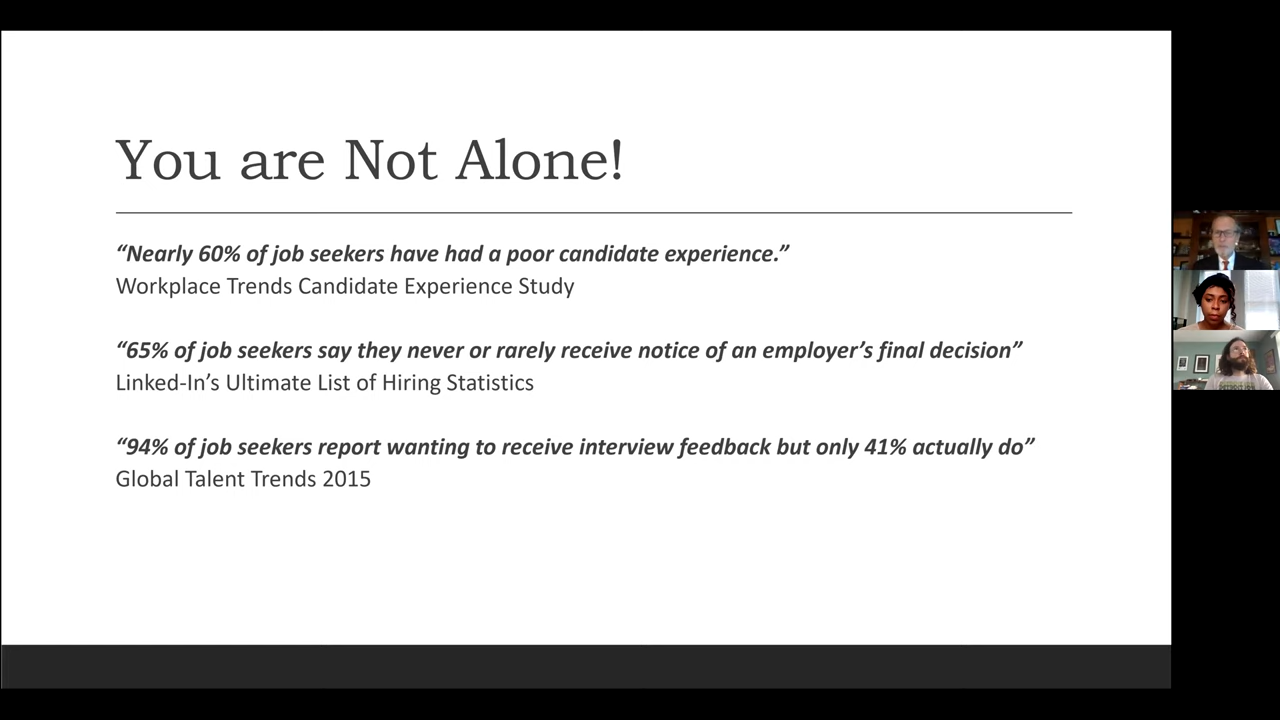 You are Not Alone!
“Nearly 60% of job seekers have had a poor candidate experience.”
Workplace Trends Candidate Experience Study
“65% of job seekers say they never or rarely receive notice of an employer’s final decision”
Linked-In’s Ultimate List of Hiring Statistics
“94% of job seekers report wanting to receive interview feedback but only 41% actually do”
Global Talent Trends 2015